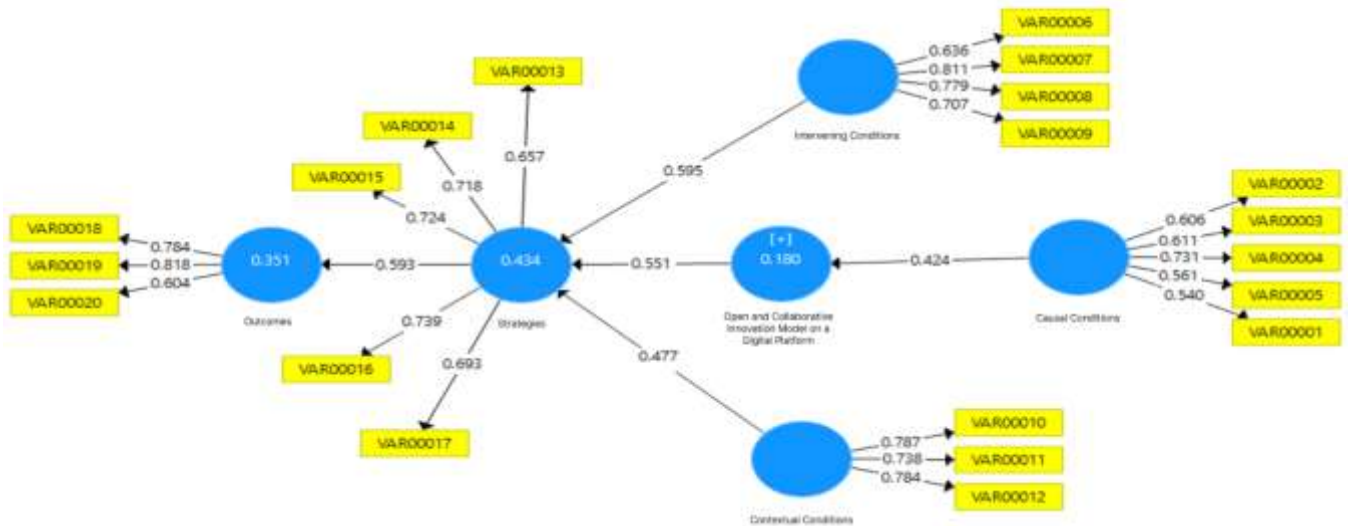 VAR00006
0.636
VAR00007
0.811
0.779
VAR00008
0.707
VAR00009
Intervening Conditions
VAR00013
VAR00014
0.657
0.718
VAR00015
0.724
0.595
VAR00002
0.606
VAR00003
0.611
0.731
VAR00004
0.561
VAR00005
0.540
VAR00001
Causal Conditions
VAR00018
0.784
VAR00019
0.818
VAR00020
0.604
0.351
Outcomes
0.593
0.434
Strategies
0.551
[+]
0.180
Open and Collaborative
Innovation Model on a
Digital Platform
0.424
0.739
VAR00016
0.693
VAR00017
0.477
VAR00010
0.787
0.738
VAR00011
0.784
VAR00012
Contextual Conditions